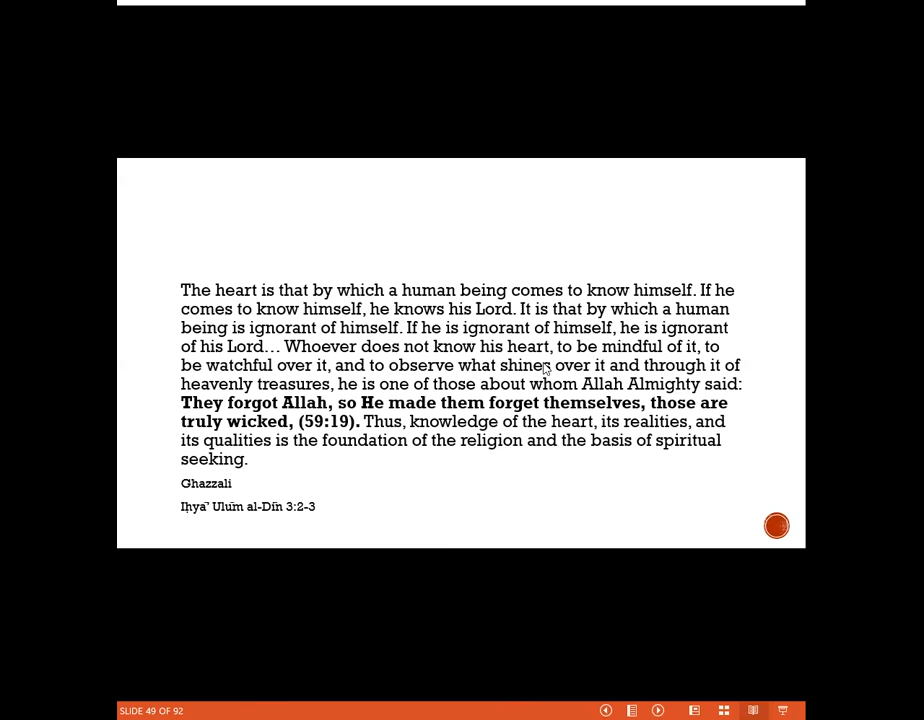 The heart is that by which a human being comes to know himself. If he
comes to know himself, he knows his Lord. It is that by which a human
being is ignorant of himself. If he is ignorant of himself, he is ignorant
of his Lord… Whoever does not know his heart, to be mindful of it, to
be watchful over it, and to observe what shines over it and through it of
heavenly treasures, he is one of those about whom Allah Almighty said:
They forgot Allah, so He made them forget themselves, those are
truly wicked, (59:19). Thus, knowledge of the heart, its realities, and
its qualities is the foundation of the religion and the basis of spiritual
seeking.
Ghazzali
Iḥyāʾ Ulūm al-Dīn 3:2-3
SLIDE 49 OF 92